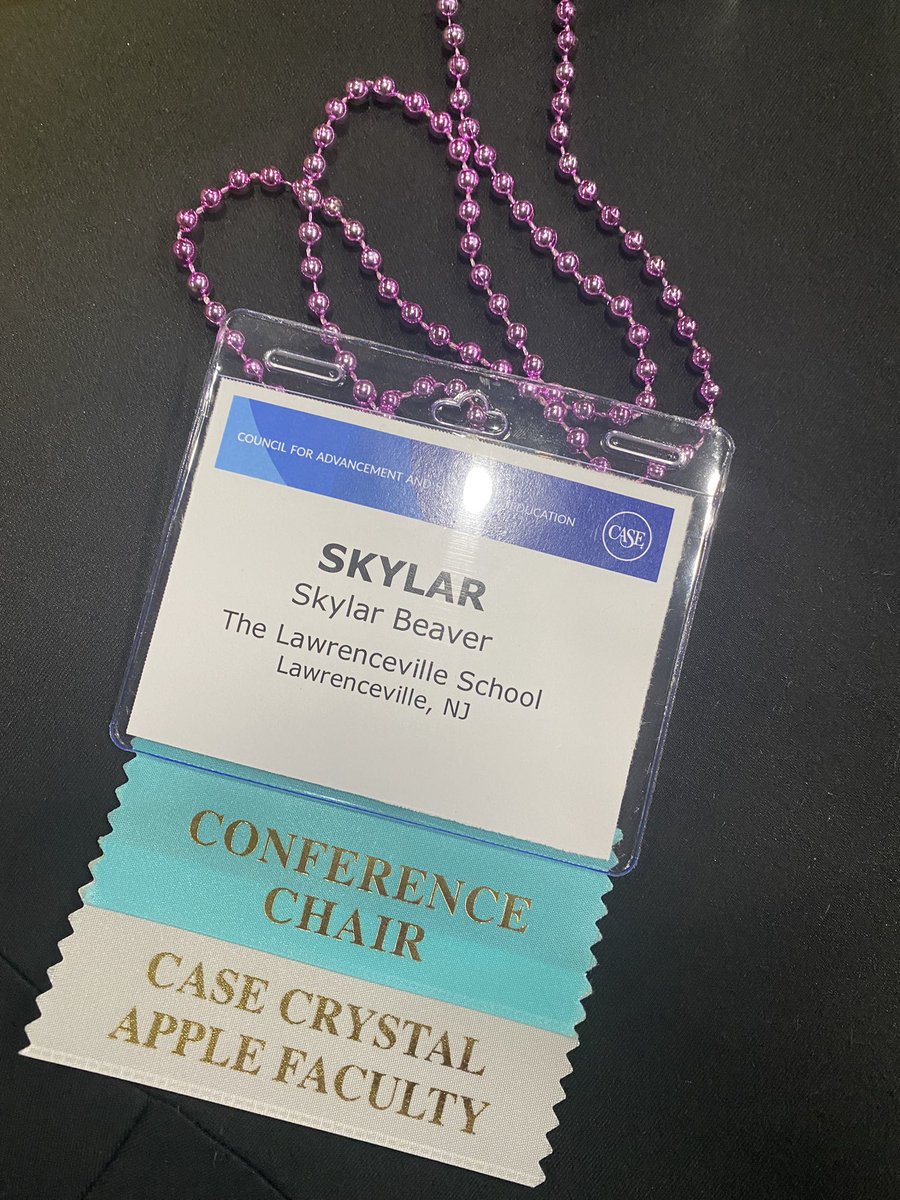 COUNCIL FOR ADVANCEMENT AND EDUCATION
CASE
SKYLAR
Skylar Beaver
The Lawrenceville School
Lawrenceville, NJ
CONFERENCE
CHAIR
CASE CRYSTAL
APPLE FACULTY